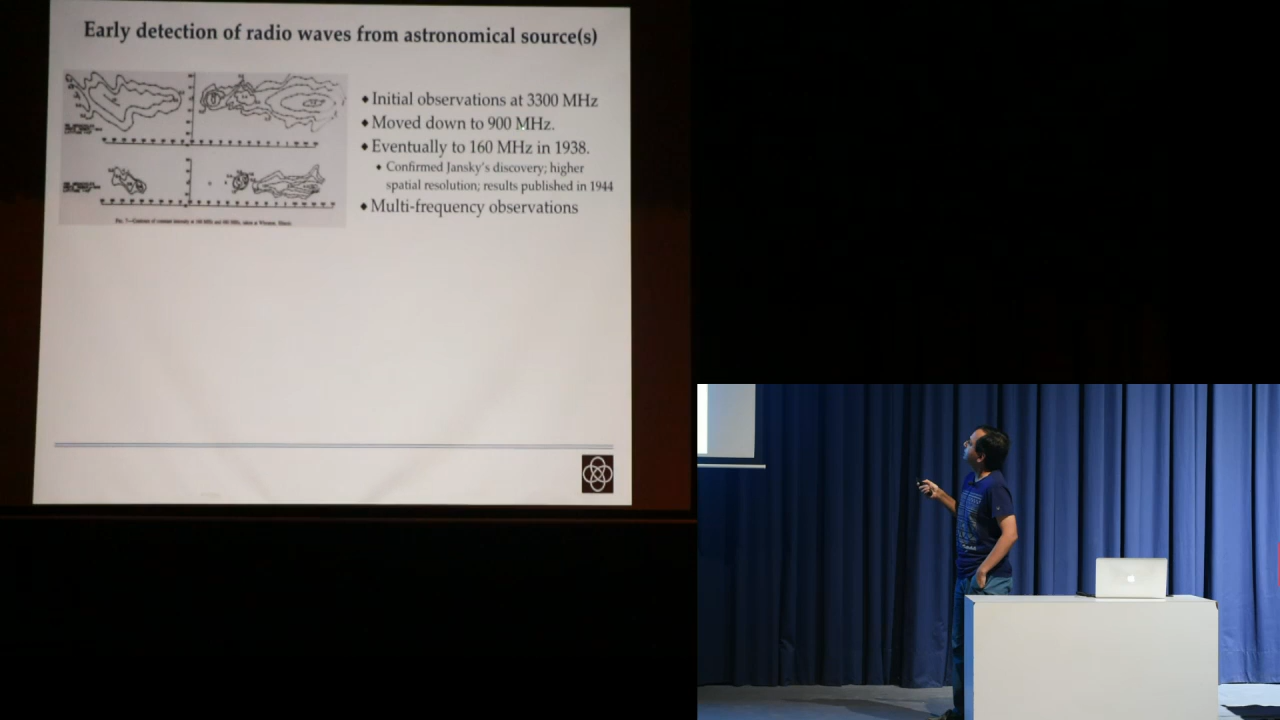 Early detection of radio waves from astronomical source(s)
◆ Initial observations at 3300 MHz
◆ Moved down to 900 MHz.
◆ Eventually to 160 MHz in 1938.
◆ Confirmed Jansky's discovery; higher
spatial resolution; results published in 1944
◆ Multi-frequency observations